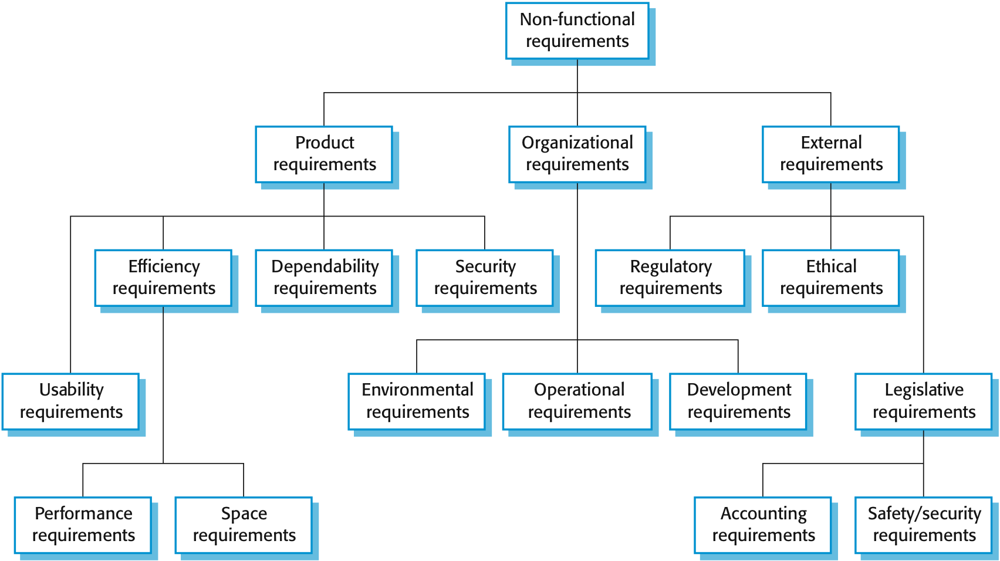 Non-functional
requirements
Product
requirements
Organizational
requirements
External
requirements
Efficiency
requirements
Dependability
requirements
Security
requirements
Regulatory
requirements
Ethical
requirements
Usability
requirements
Environmental
requirements
Operational
requirements
Development
requirements
Legislative
requirements
Performance
requirements
Space
requirements
Accounting
requirements
Safety/security
requirements